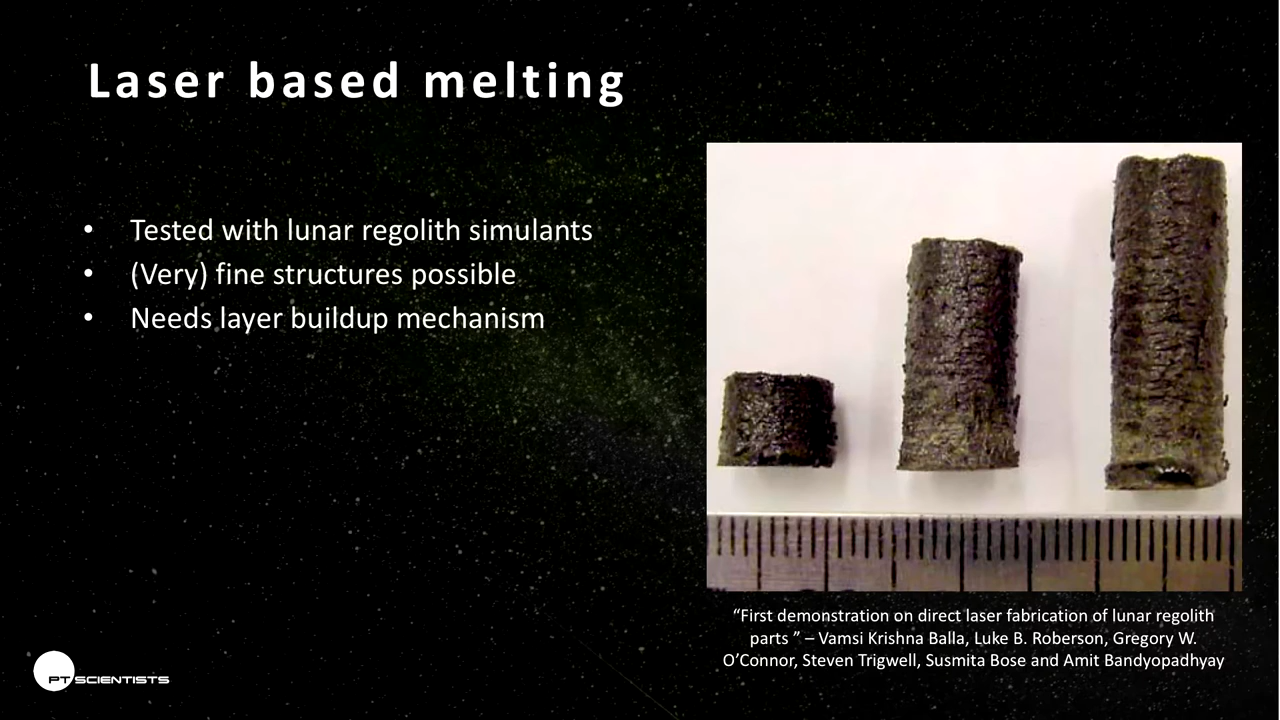 Laser based melting
• Tested with lunar regolith simulants
• (Very) fine structures possible
• Needs layer buildup mechanism
“First demonstration on direct laser fabrication of lunar regolith
parts ” – Vamsi Krishna Balla, Luke B. Roberson, Gregory W.
O’Connor, Steven Trigwell, Susmita Bose and Amit Bandyopadhyay
PT SCIENTISTS